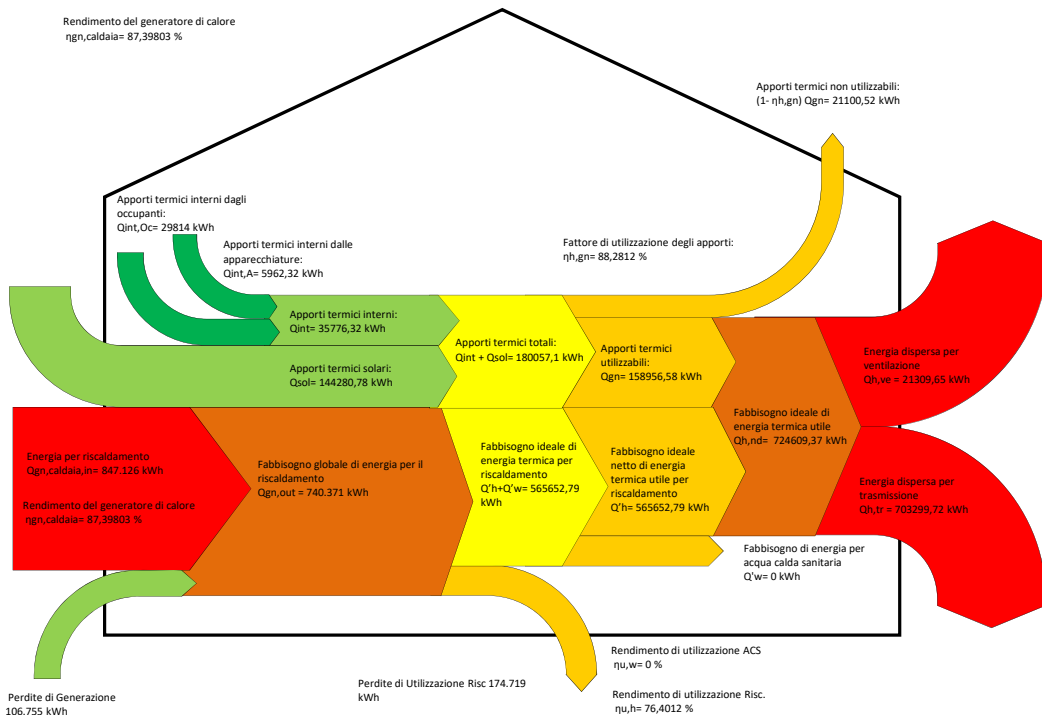 Rendimento del generatore di calore
ηgn,caldaia= 87,39803 %
Apporti termici non utilizzabili:
(1- ηh,gn) Qgn= 21100,52 kWh
Apporti termici interni dagli
occupanti:
Qint,Oc= 29814 kWh
Apporti termici interni dalle
apparecchiature:
Qint,A= 5962,32 kWh
Fattore di utilizzazione degli apporti:
ηh,gn= 88,2812 %
Apporti termici interni:
Qint= 35776,32 kWh
Apporti termici totali:
Qint + Qsol= 180057,1 kWh
Apporti termici
utilizzabili:
Qgn= 158956,58 kWh
Energia dispersa per
ventilazione
Qh,ve = 21309,65 kWh
Apporti termici solari:
Qsol= 144280,78 kWh
Fabbisogno ideale di
energia termica utile
Qh,nd= 724609,37 kWh
Energia per riscaldamento
Qgn,caldaia,in= 847.126 kWh
Rendimento del generatore di calore
ηgn,caldaia= 87,39803 %
Fabbisogno globale di energia per il
riscaldamento
Qgn,out = 740.371 kWh
Fabbisogno ideale di
energia termica per
riscaldamento
Q'h+Q'w= 565652,79
kWh
Fabbisogno ideale
netto di energia
termica utile per
riscaldamento
Q'h= 565652,79 kWh
Energia dispersa per
trasmissione
Qh,tr = 703299,72 kWh
Fabbisogno di energia per
acqua calda sanitaria
Q'w= 0 kWh
Perdite di Generazione
106.755 kWh
Perdite di Utilizzazione Risc 174.719
kWh
Rendimento di utilizzazione ACS
ηu,w= 0 %
Rendimento di utilizzazione Risc.
ηu,h= 76,4012 %